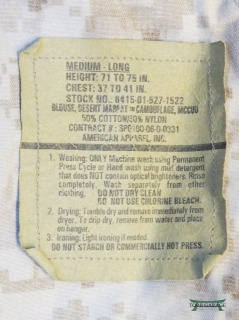 MEDIUM - LONG
HEIGHT: 71 TO 75 IN.
CHEST: 37 TO 41 IN.
STOCK NO.: 8415-01-527-1522
BLOUSE, DESERT MARPAT CAMOUFLAGE, MCCUU
50% COTTON/50% NYLON
CONTRACT #: SP0100-06-D-0331
AMERICAN APPAREL, INC.
1. Washing: ONLY Machine wash using Permanent
Press Cycle or Hand wash using mild detergent
that does NOT contain optical brighteners. Rinse
completely. Wash separately from other
clothing. DO NOT DRY CLEAN
DO NOT USE CHLORINE BLEACH.
2. Drying: Tumble dry and remove immediately from
dryer. To drip dry, remove from water and place
on hanger.
3. Ironing: Light ironing if needed.
DO NOT STARCH OR COMMERCIALLY HOT PRESS.